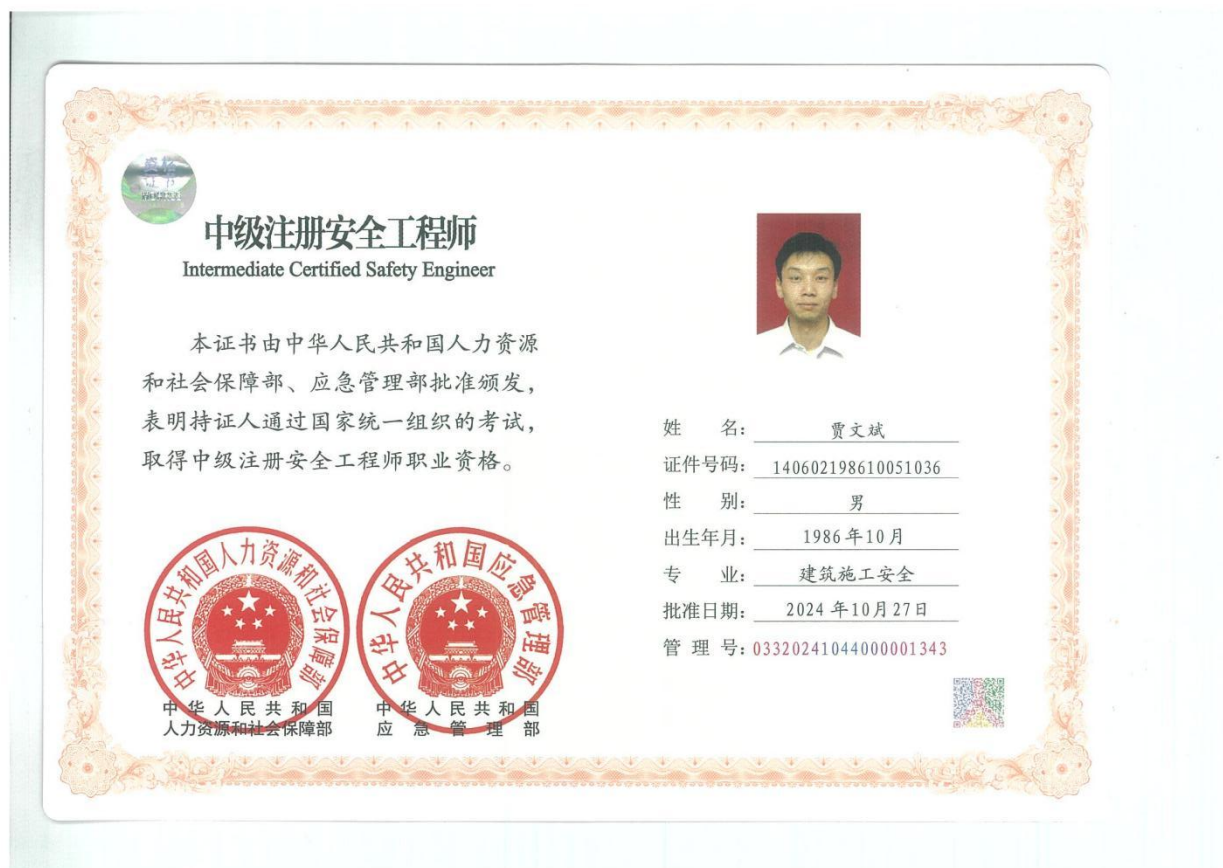 资格
证书
中级注册安全工程师
Intermediate Certified Safety Engineer
本证书由中华人民共和国人力资源
和社会保障部、应急管理部批准颁发，
表明持证人通过国家统一组织的考试，
取得中级注册安全工程师职业资格。
中华人民共和国人力资源和社会保障部
中华人民共和国
人力资源和社会保障部
中华人民共和国应急管理部
中华人民共和国
应急管理部
姓 名： 贾文斌
证件号码： 140602198610051036
性 别： 男
出生年月： 1986年10月
专 业： 建筑施工安全
批准日期： 2024年10月27日
管 理 号：03320241044000001343